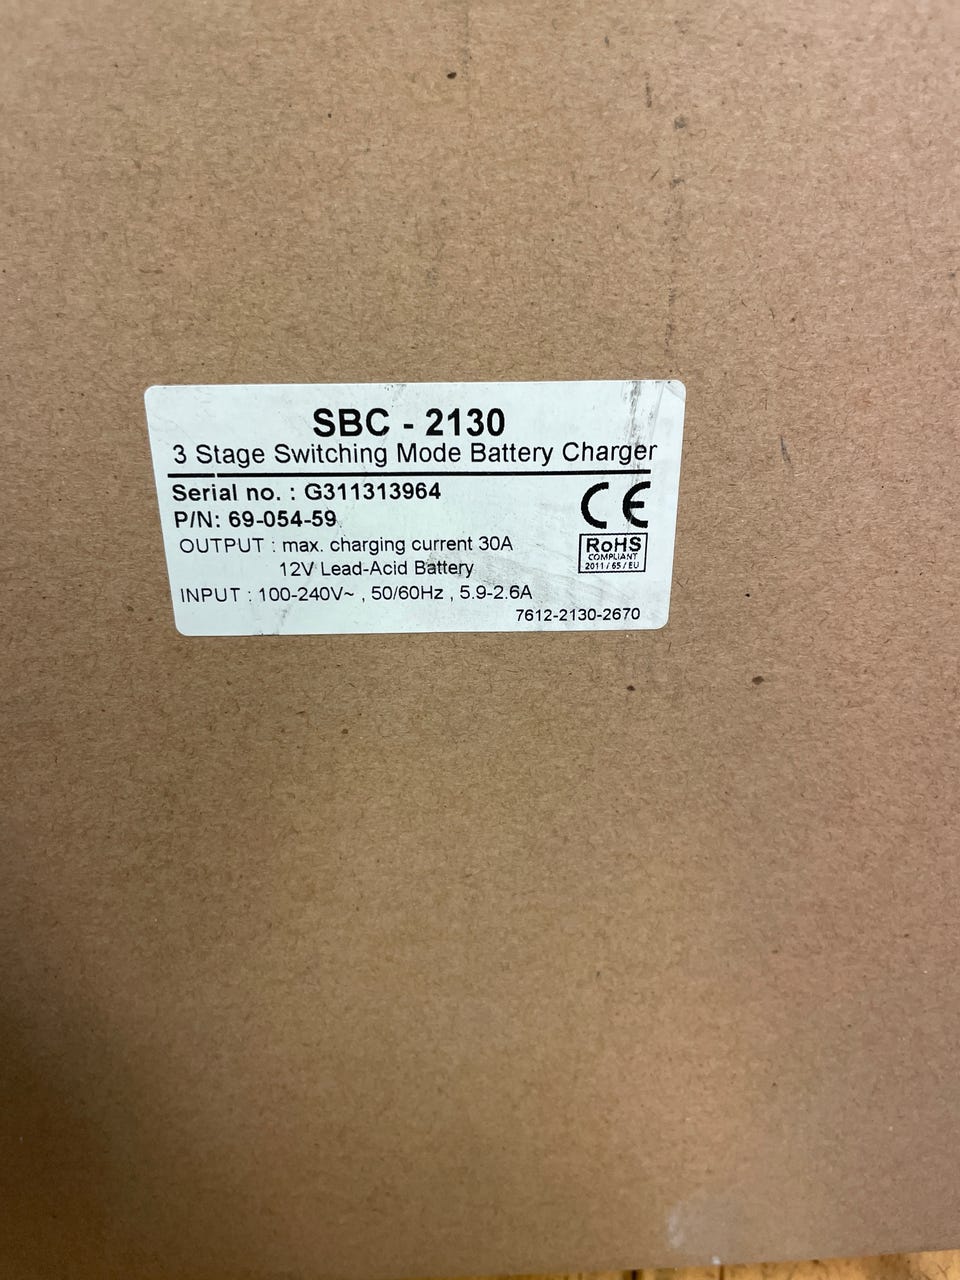 SBC - 2130
3 Stage Switching Mode Battery Charger
Serial no. : G311313964
P/N: 69-054-59
OUTPUT : max. charging current 30A
12V Lead-Acid Battery
INPUT : 100-240V~ , 50/60Hz , 5.9-2.6A
7612-2130-2670
CE
RoHS
COMPLIANT
2011 / 65 / EU